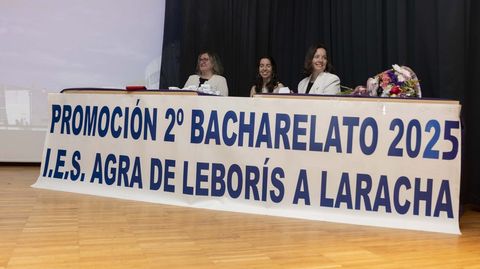 PROMOCIÓN 2º BACHARELATO 2025
I.E.S. AGRA DE LEBORÍS A LARACHA